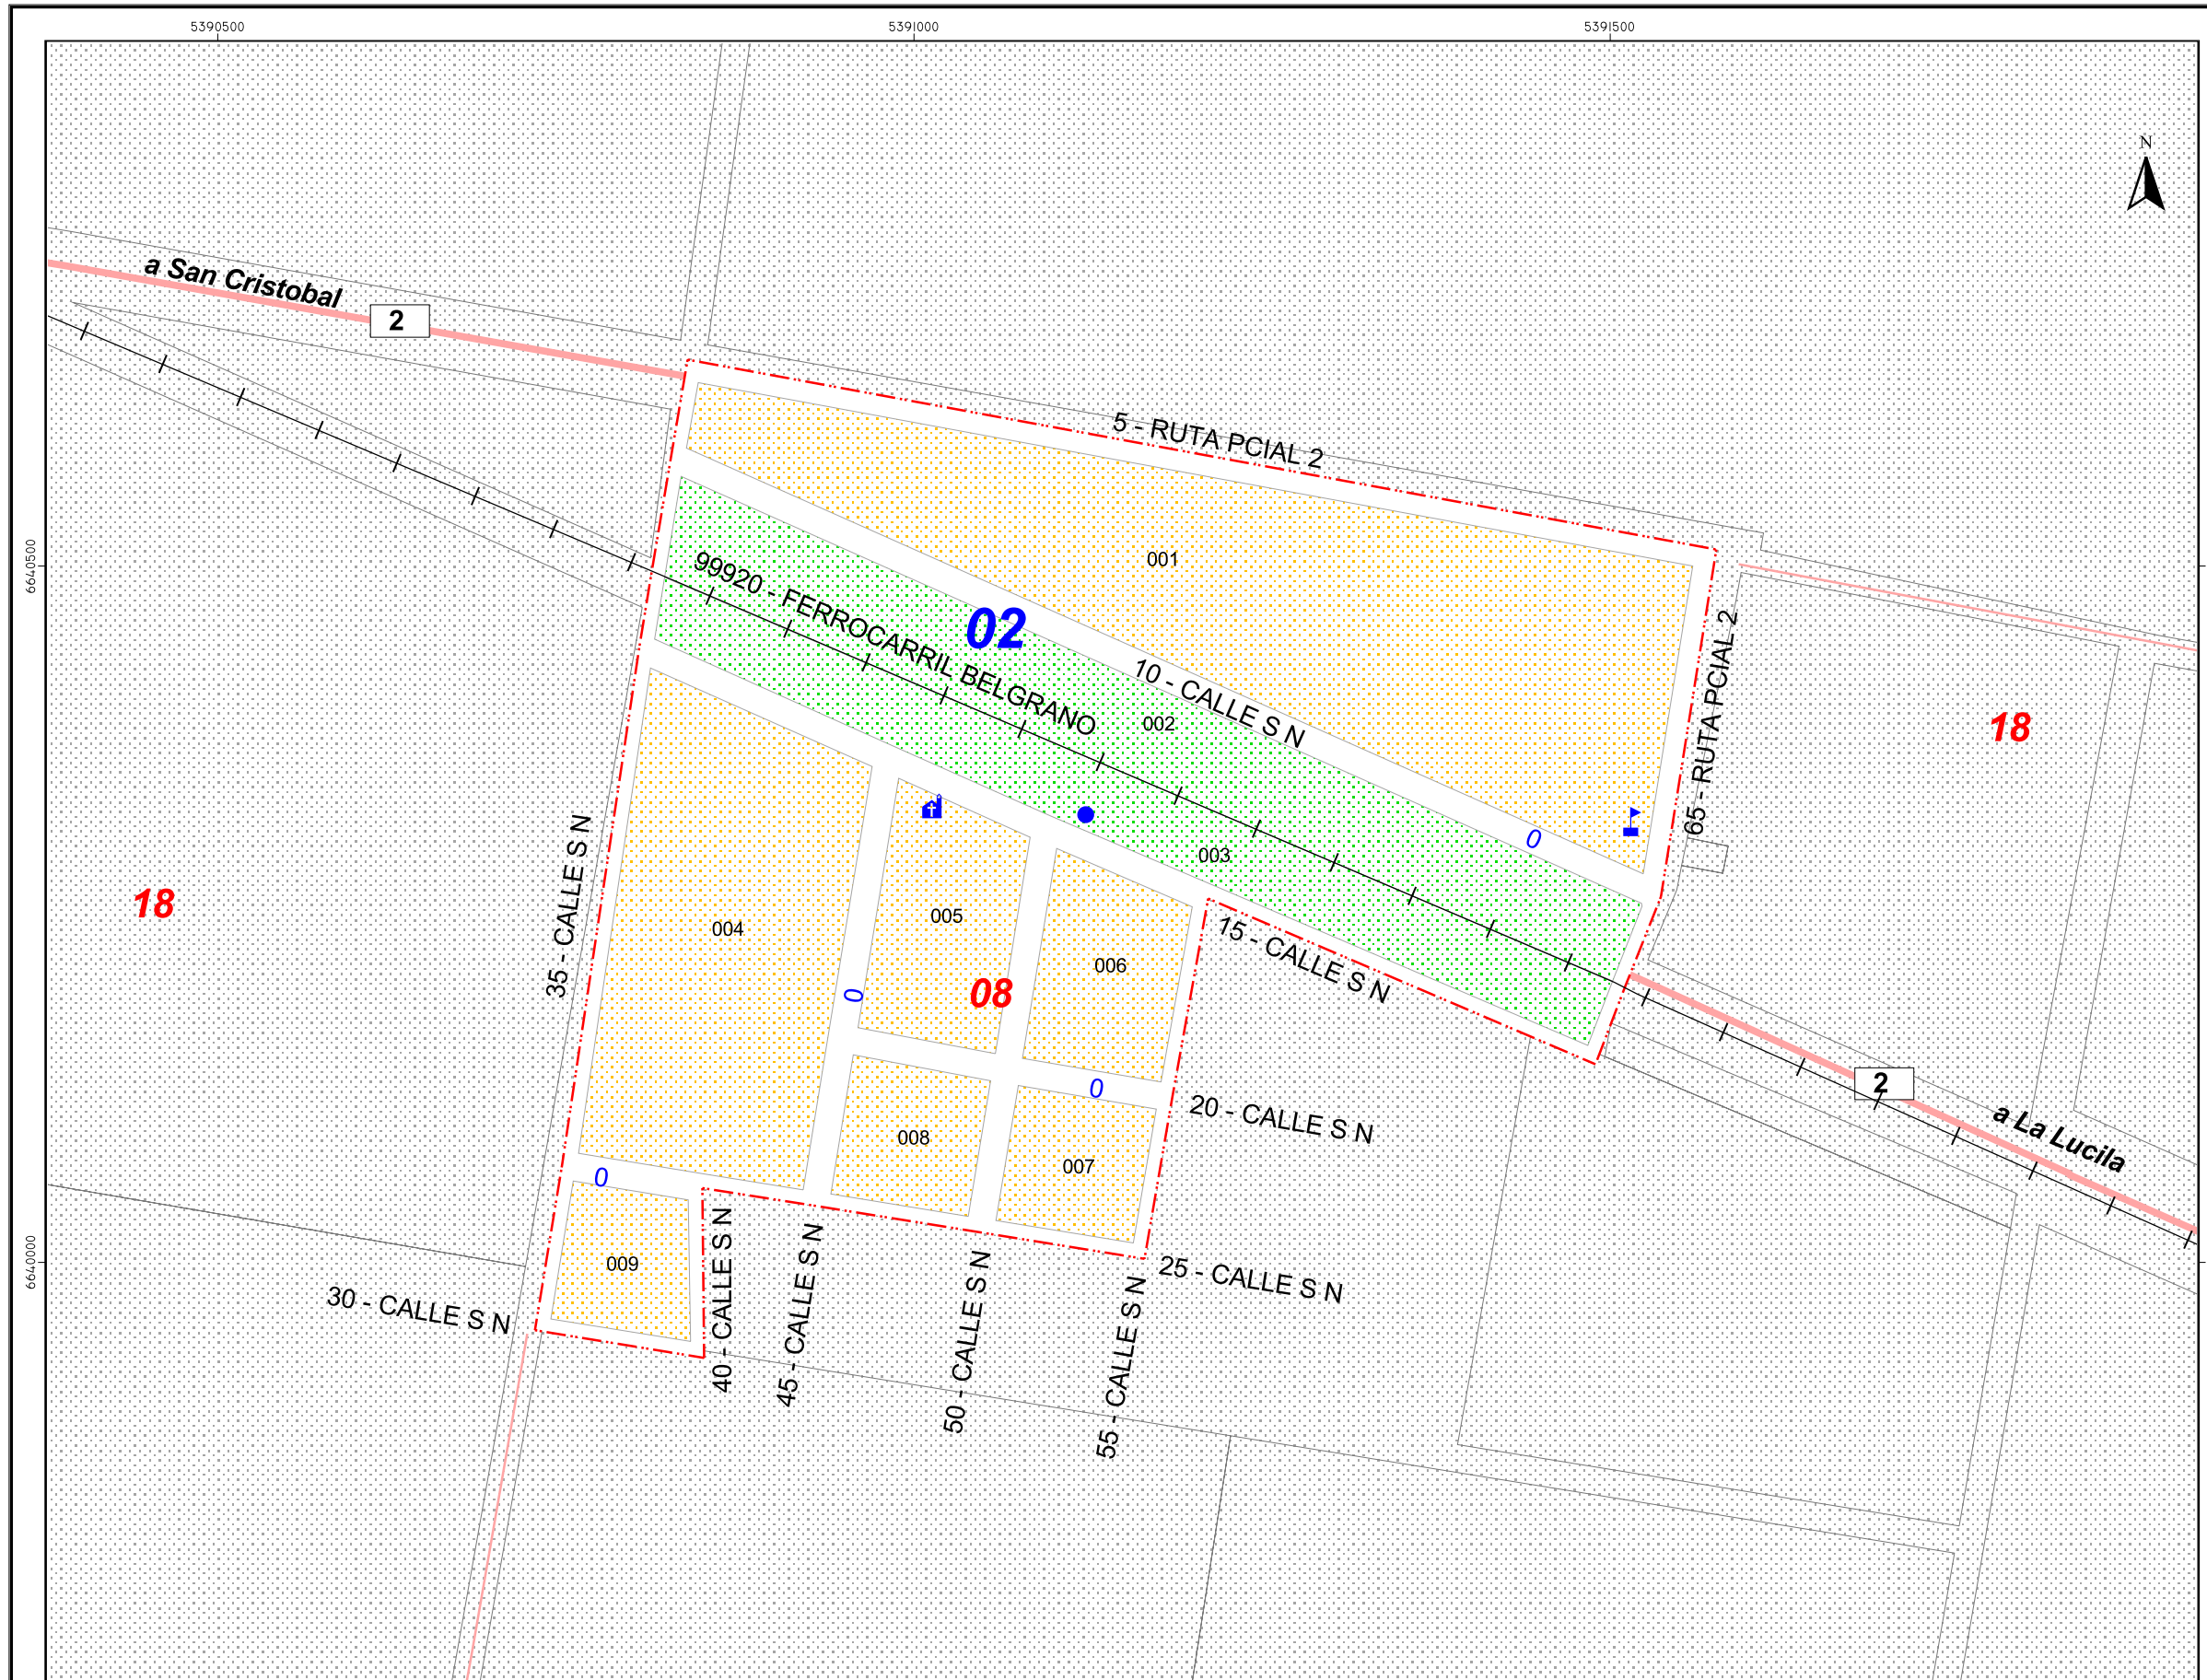 5390500
5391000
5391500
N
a San Cristobal
2
5 - RUTA PCIAL 2
6640500
001
99920 - FERROCARRIL BELGRANO
02
10 - CALLE S N
002
65 - RUTA PCIAL 2
18
0
003
35 - CALLE S N
18
004
005
006
15 - CALLE S N
08
0
0
2
20 - CALLE S N
a La Lucila
008
007
0
009
6640000
25 - CALLE S N
30 - CALLE S N
40 - CALLE S N
45 - CALLE S N
50 - CALLE S N
55 - CALLE S N